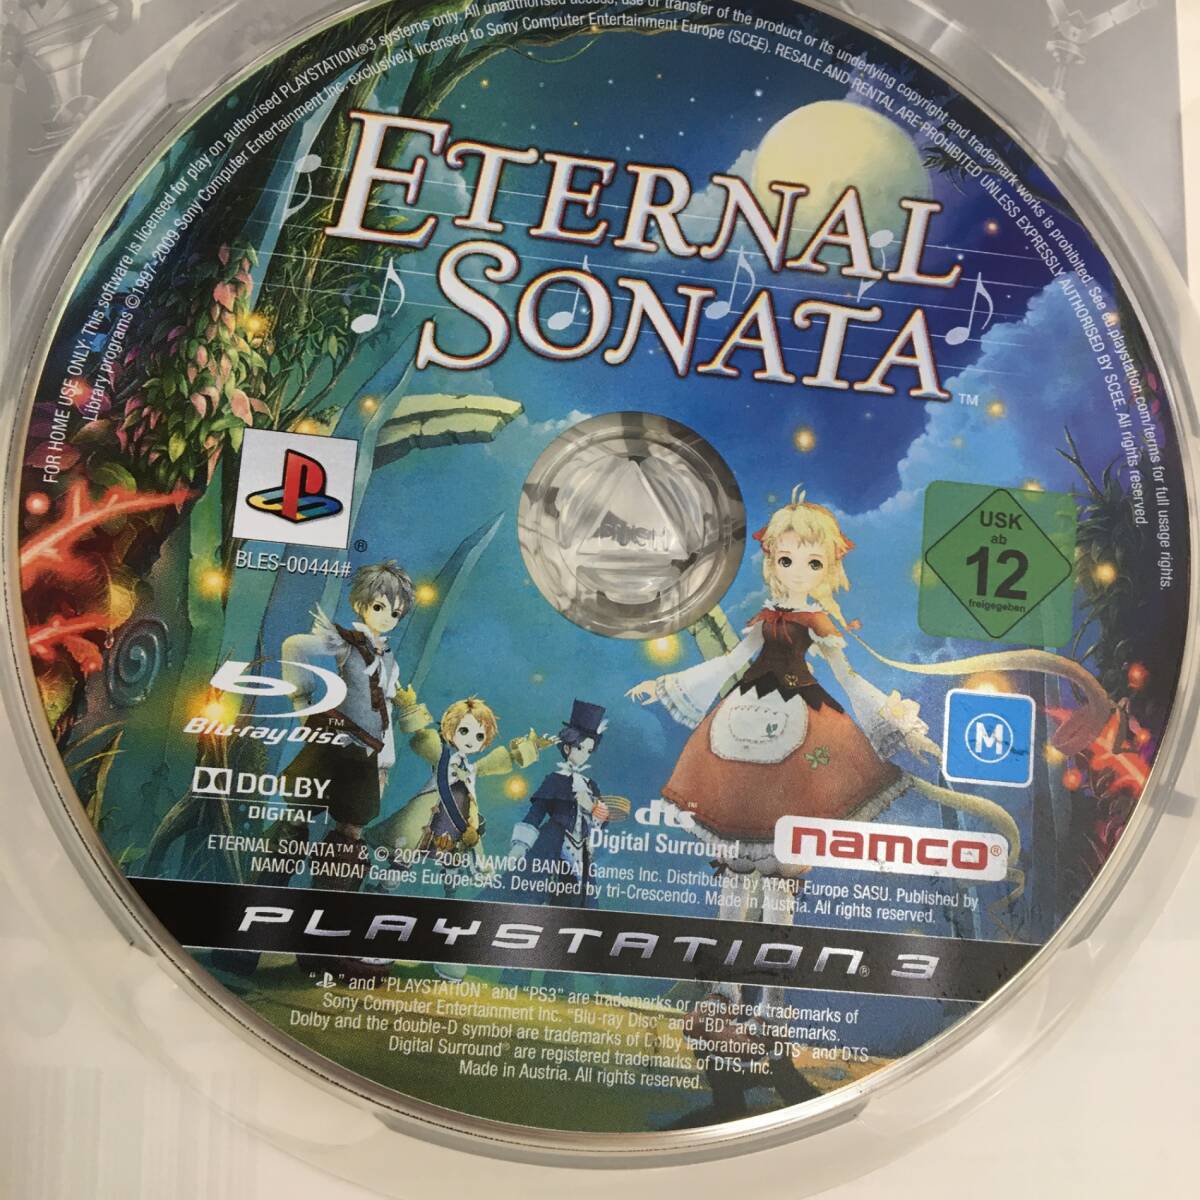 FOR HOME USE ONLY: This software is licensed for play on authorised PLAYSTATION®3 systems only. All unauthorised access, use or transfer of the product or its underlying copyright and trademark works is prohibited. See eu.playstation.com/terms for full usage rights.
Library programs ©1997-2009 Sony Computer Entertainment Inc. exclusively licensed to Sony Computer Entertainment Europe (SCEE). RESALE AND RENTAL ARE PROHIBITED UNLESS EXPRESSLY AUTHORISED BY SCEE. All rights reserved.
ETERNAL
SONATA™
®
BLES-00444#
PUSH
USK
ab
12
freigegeben
Blu-ray Disc™
M
DOLBY
DIGITAL
dts™
Digital Surround
namco®
ETERNAL SONATA™ & © 2007 2008 NAMCO BANDAI Games Inc. Distributed by ATARI Europe SASU. Published by
NAMCO BANDAI Games Europe SAS. Developed by tri-Crescendo. Made in Austria. All rights reserved.
PLAYSTATION®3
" " and "PLAYSTATION" and "PS3" are trademarks or registered trademarks of
Sony Computer Entertainment Inc. "Blu-ray Disc" and "BD" are trademarks.
Dolby and the double-D symbol are trademarks of Dolby laboratories, DTS® and DTS
Digital Surround® are registered trademarks of DTS, Inc.
Made in Austria. All rights reserved.